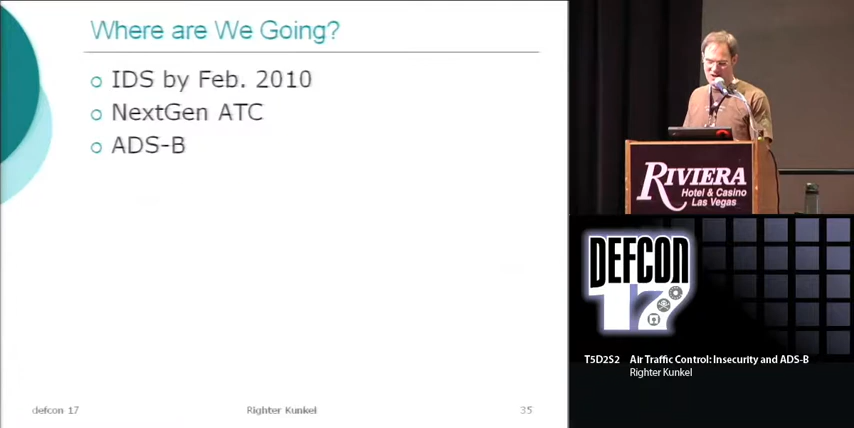 Where are We Going?
IDS by Feb. 2010
NextGen ATC
ADS-B
defcon 17
Righter Kunkel
35
RIVIERA
Hotel & Casino
Las Vegas
DEFCON
17
T5D2S2 Air Traffic Control: Insecurity and ADS-B
Righter Kunkel